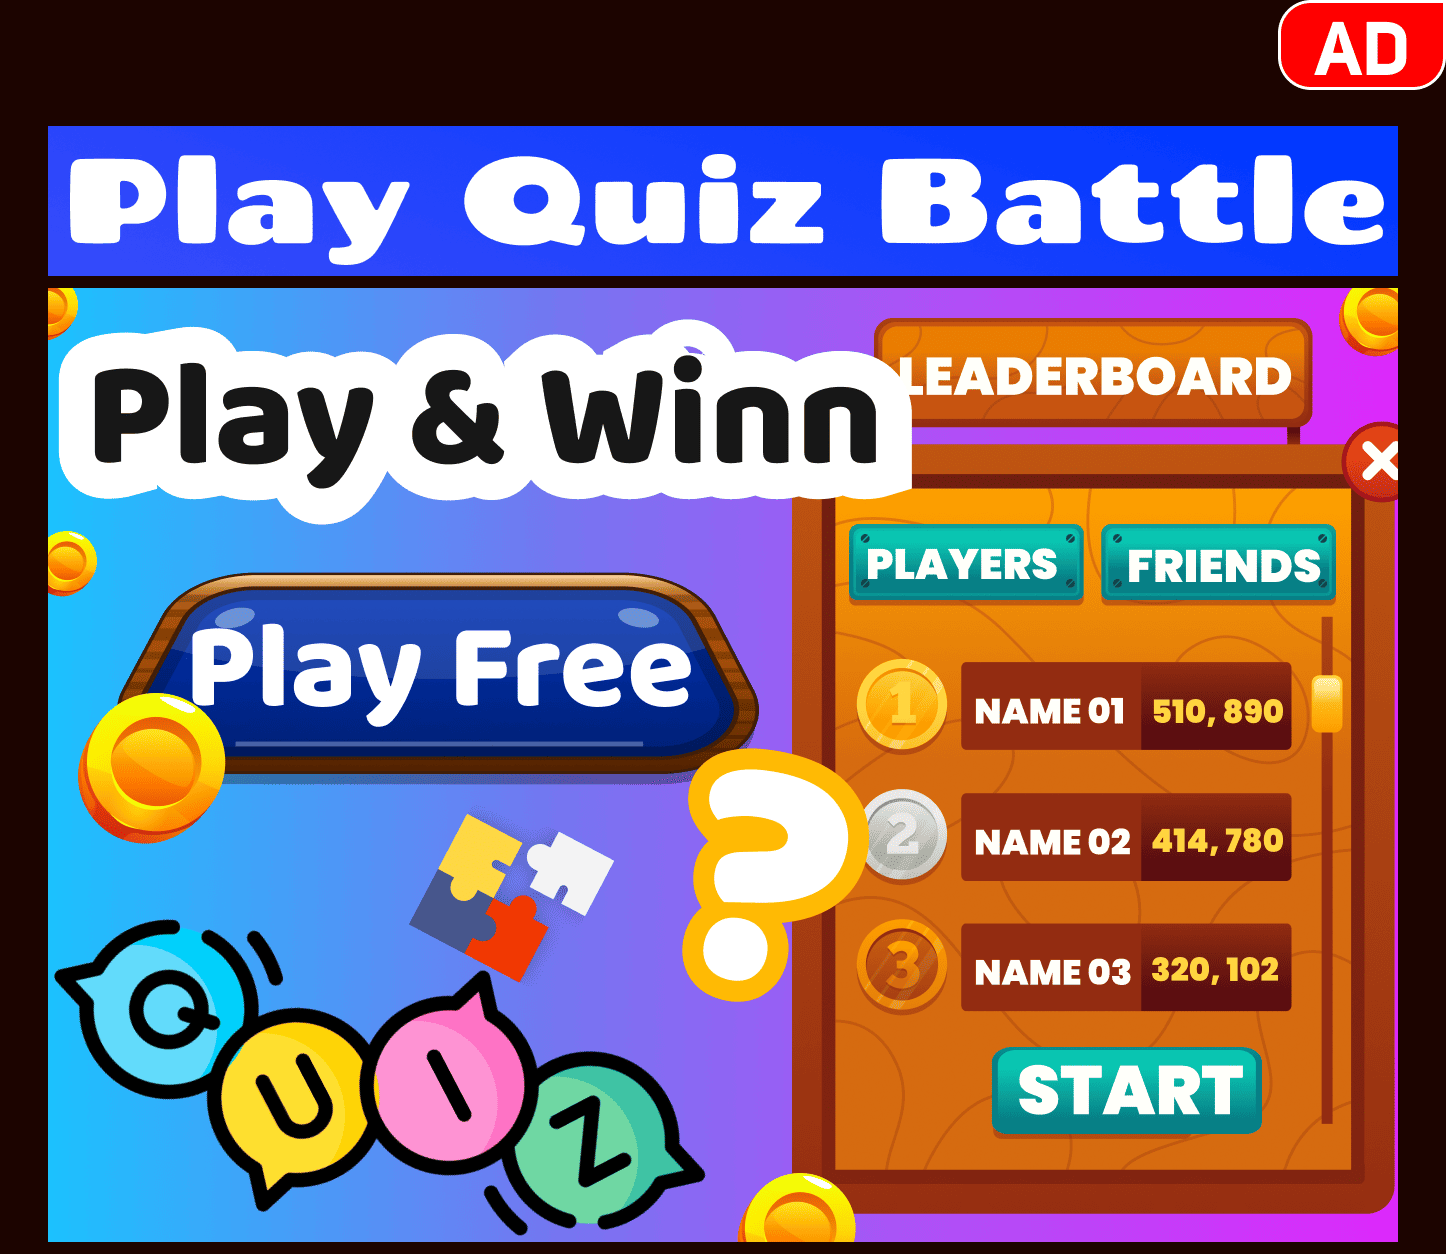 AD
Play Quiz Battle
Play & Winn
LEADERBOARD
PLAYERS
FRIENDS
Play Free
1
NAME 01
510, 890
2
NAME 02
414, 780
?
3
NAME 03
320, 102
QUIZ
START